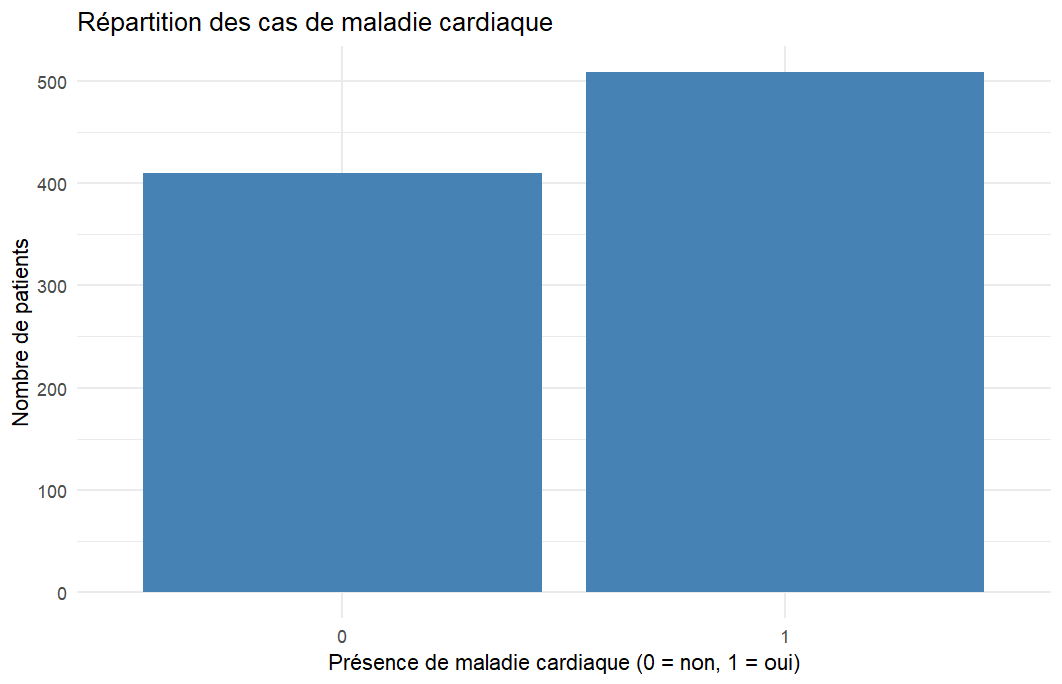 Répartition des cas de maladie cardiaque
Nombre de patients
500
400
300
200
100
0
0
1
Présence de maladie cardiaque (0 = non, 1 = oui)